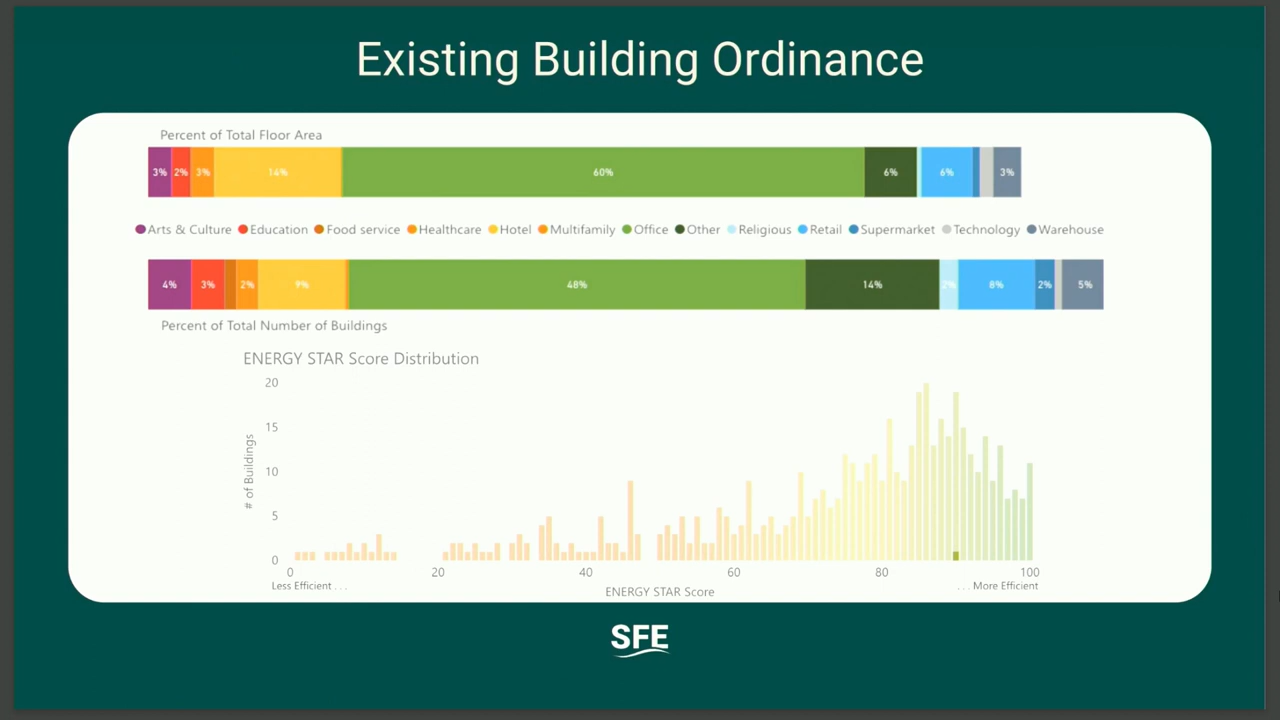 Existing Building Ordinance
Percent of Total Floor Area
3% 2% 3% 14% 60% 6% 6% 3%
Arts & Culture Education Food service Healthcare Hotel Multifamily Office Other Religious Retail Supermarket Technology Warehouse
4% 3% 2% 9% 48% 14% 2% 8% 2% 5%
Percent of Total Number of Buildings
ENERGY STAR Score Distribution
20
15
10
5
0
# of Buildings
0 20 40 60 80 100
Less Efficient . . . . . . More Efficient
ENERGY STAR Score
SFE